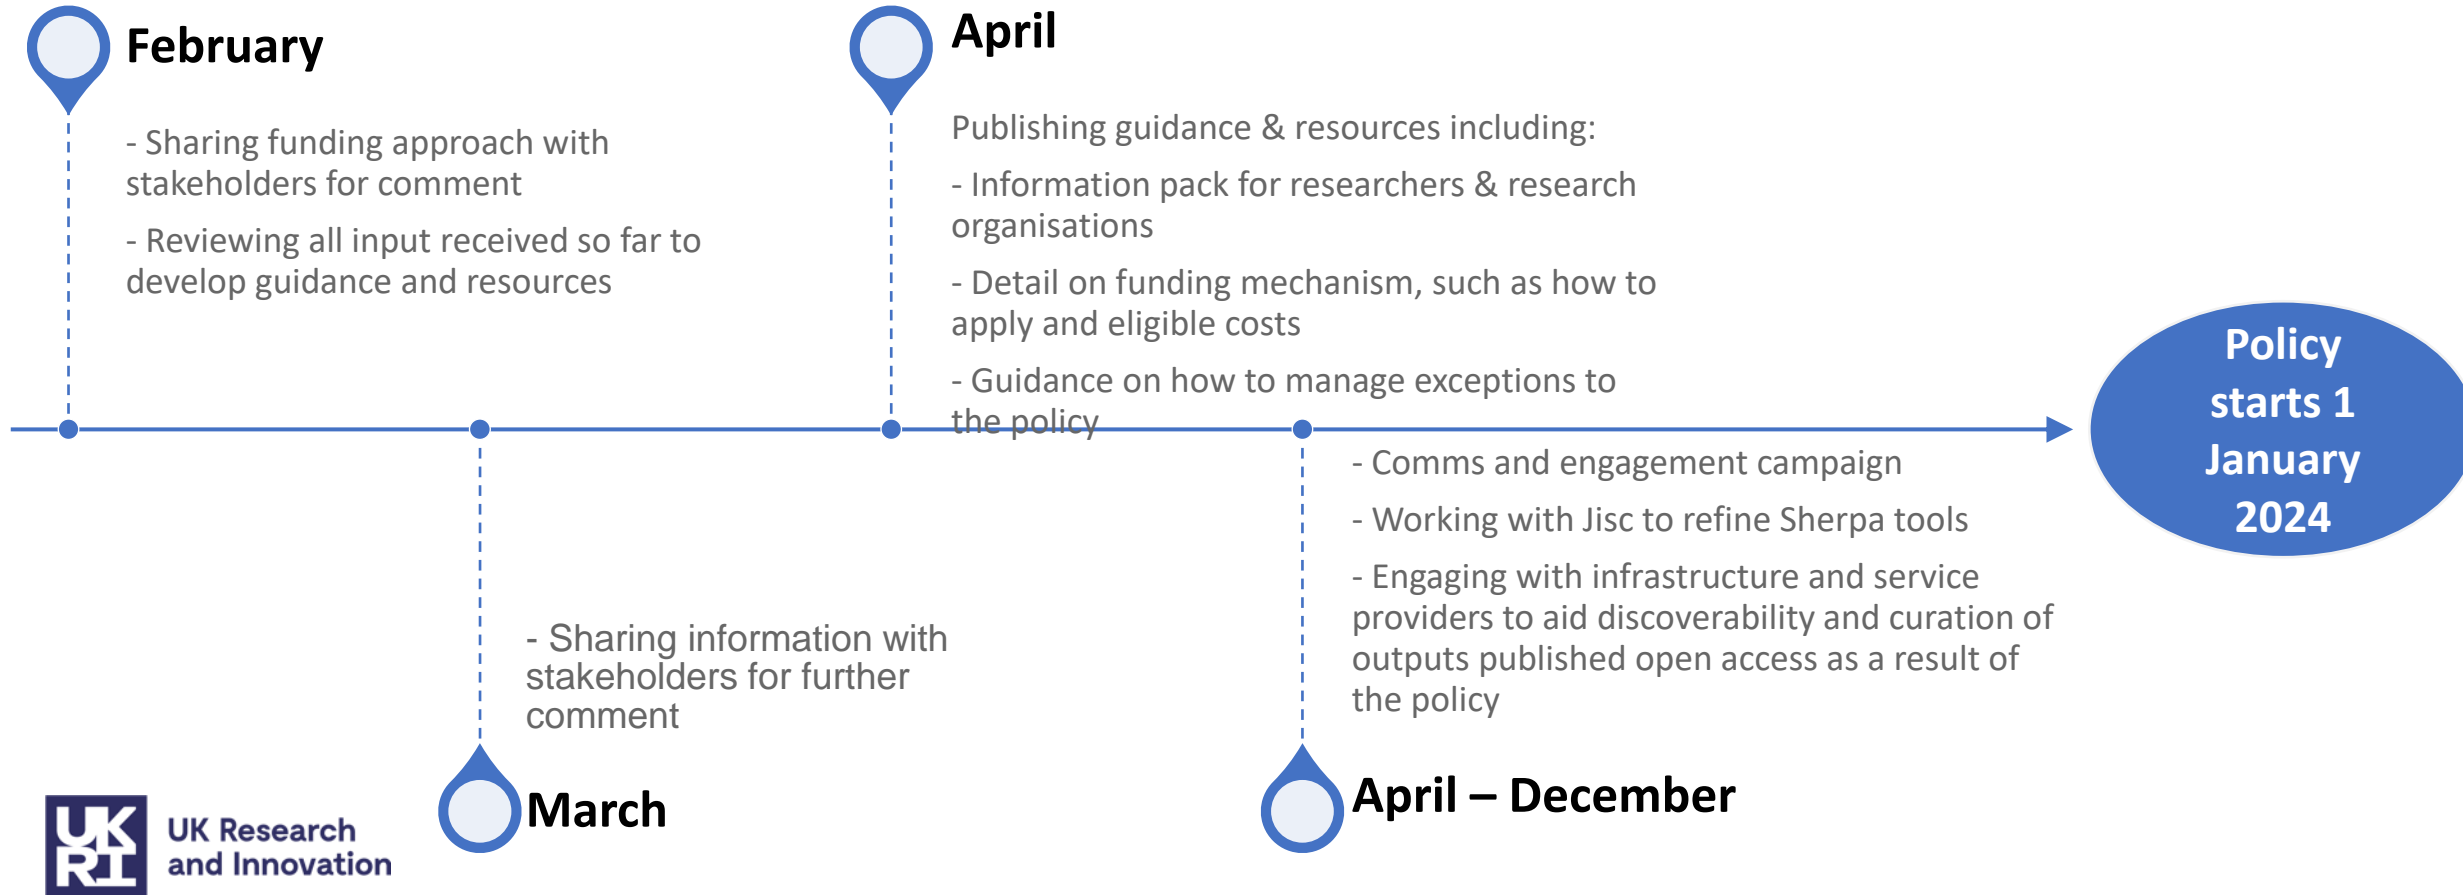 February
- Sharing funding approach with
stakeholders for comment
- Reviewing all input received so far to
develop guidance and resources
April
Publishing guidance & resources including:
- Information pack for researchers & research
organisations
- Detail on funding mechanism, such as how to
apply and eligible costs
- Guidance on how to manage exceptions to
the policy
- Sharing information with
stakeholders for further
comment
March
- Comms and engagement campaign
- Working with Jisc to refine Sherpa tools
- Engaging with infrastructure and service
providers to aid discoverability and curation of
outputs published open access as a result of
the policy
April – December
Policy
starts 1
January
2024
UK
RI
UK Research
and Innovation